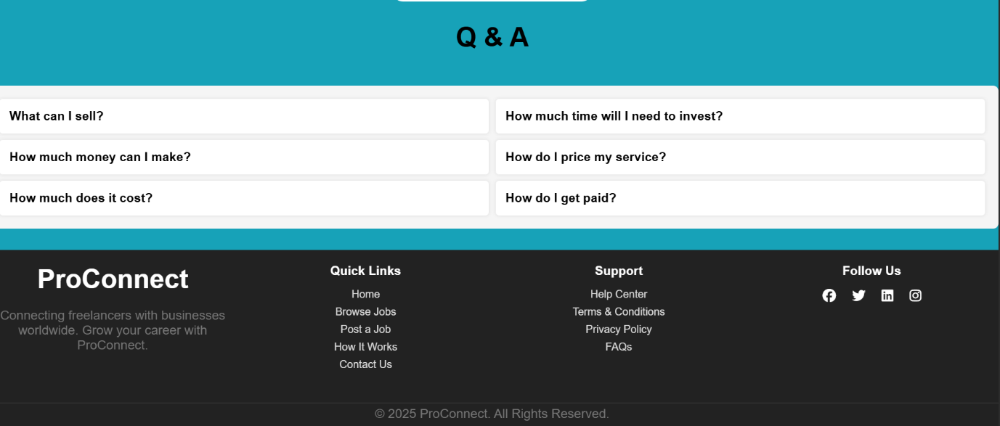 Q & A
What can I sell?
How much time will I need to invest?
How much money can I make?
How do I price my service?
How much does it cost?
How do I get paid?
ProConnect
Connecting freelancers with businesses
worldwide. Grow your career with
ProConnect.
Quick Links
Home
Browse Jobs
Post a Job
How It Works
Contact Us
Support
Help Center
Terms & Conditions
Privacy Policy
FAQs
Follow Us
© 2025 ProConnect. All Rights Reserved.